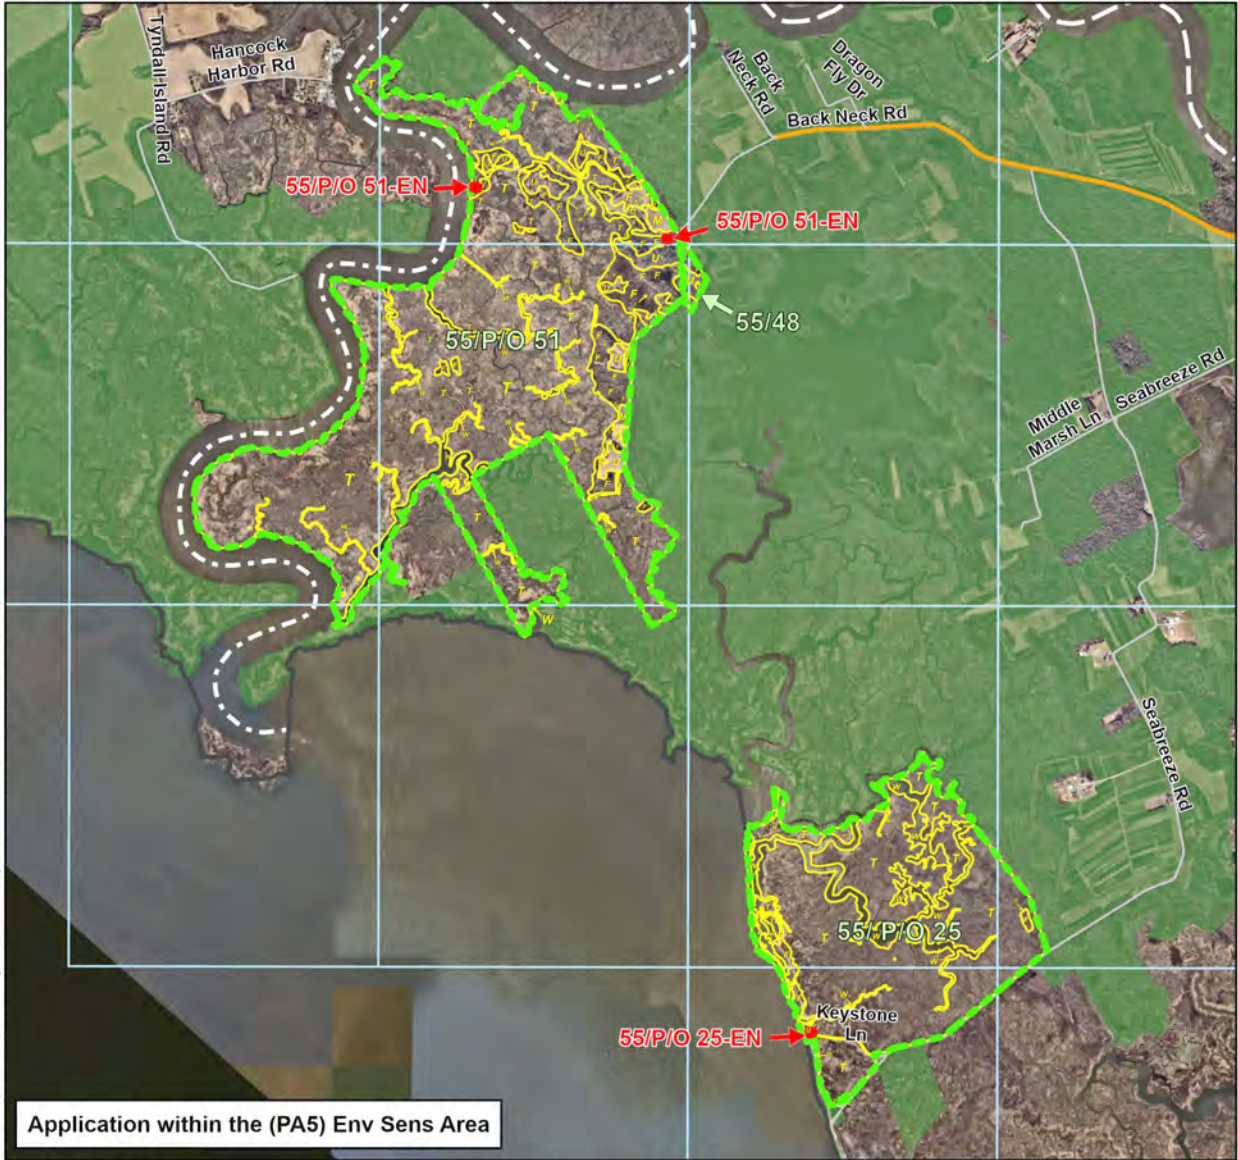 Tyndall Island Rd
Hancock
Harbor Rd
Back
Neck Rd
Dragon
Fly Dr
Back Neck Rd
55/P/O 51-EN
55/P/O 51-EN
55/48
55/P/O 51
Middle
Marsh Ln
Seabreeze Rd
Seabreeze Rd
55/ P/O 25
Keystone
Ln
55/P/O 25-EN
T
T
T
T
T
T
T
T
W
T
T
T
T
Application within the (PA5) Env Sens Area